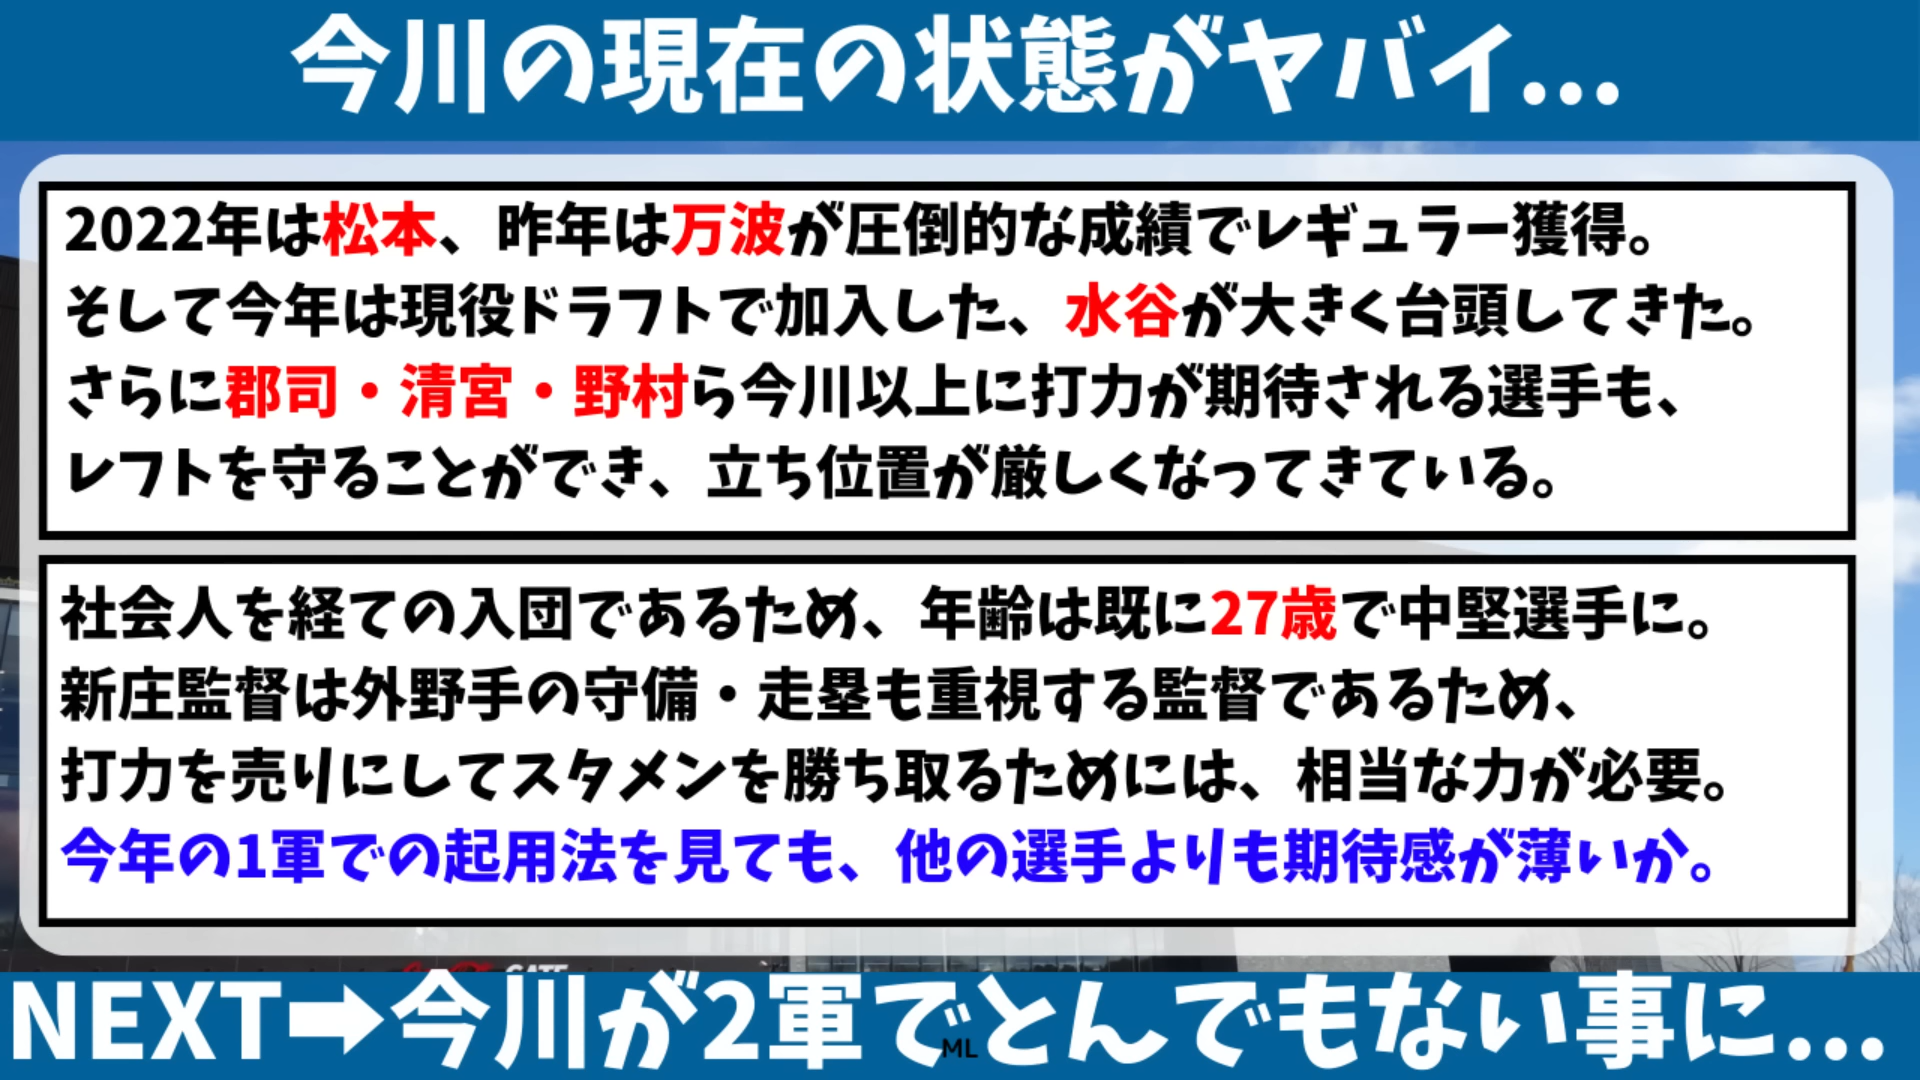 今川の現在の状態がヤバイ...
2022年は松本、昨年は万波が圧倒的な成績でレギュラー獲得。
そして今年は現役ドラフトで加入した、水谷が大きく台頭してきた。
さらに郡司・清宮・野村ら今川以上に打力が期待される選手も、
レフトを守ることができ、立ち位置が厳しくなってきている。
社会人を経ての入団であるため、年齢は既に27歳で中堅選手に。
新庄監督は外野手の守備・走塁も重視する監督であるため、
打力を売りにしてスタメンを勝ち取るためには、相当な力が必要。
今年の1軍での起用法を見ても、他の選手よりも期待感が薄いか。
GATE
NEXT➡今川が2軍でとんでもない事に...
ML